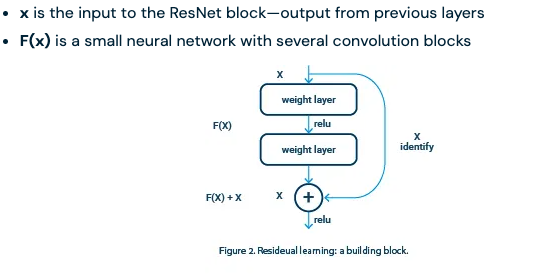 • x is the input to the ResNet block—output from previous layers
• F(x) is a small neural network with several convolution blocks
X
weight layer
F(X)
relu
X
identify
weight layer
F(X) + X
X
+
relu
Figure 2. Resideual learning: a building block.